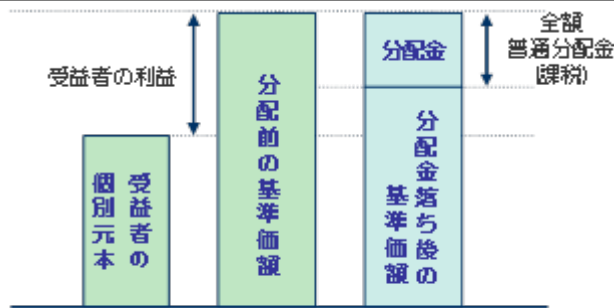 受益者の利益
受益者の
個別元本
分配前の基準価額
分配金
分配金落ち後の
基準価額
全額
普通分配金
(課税)